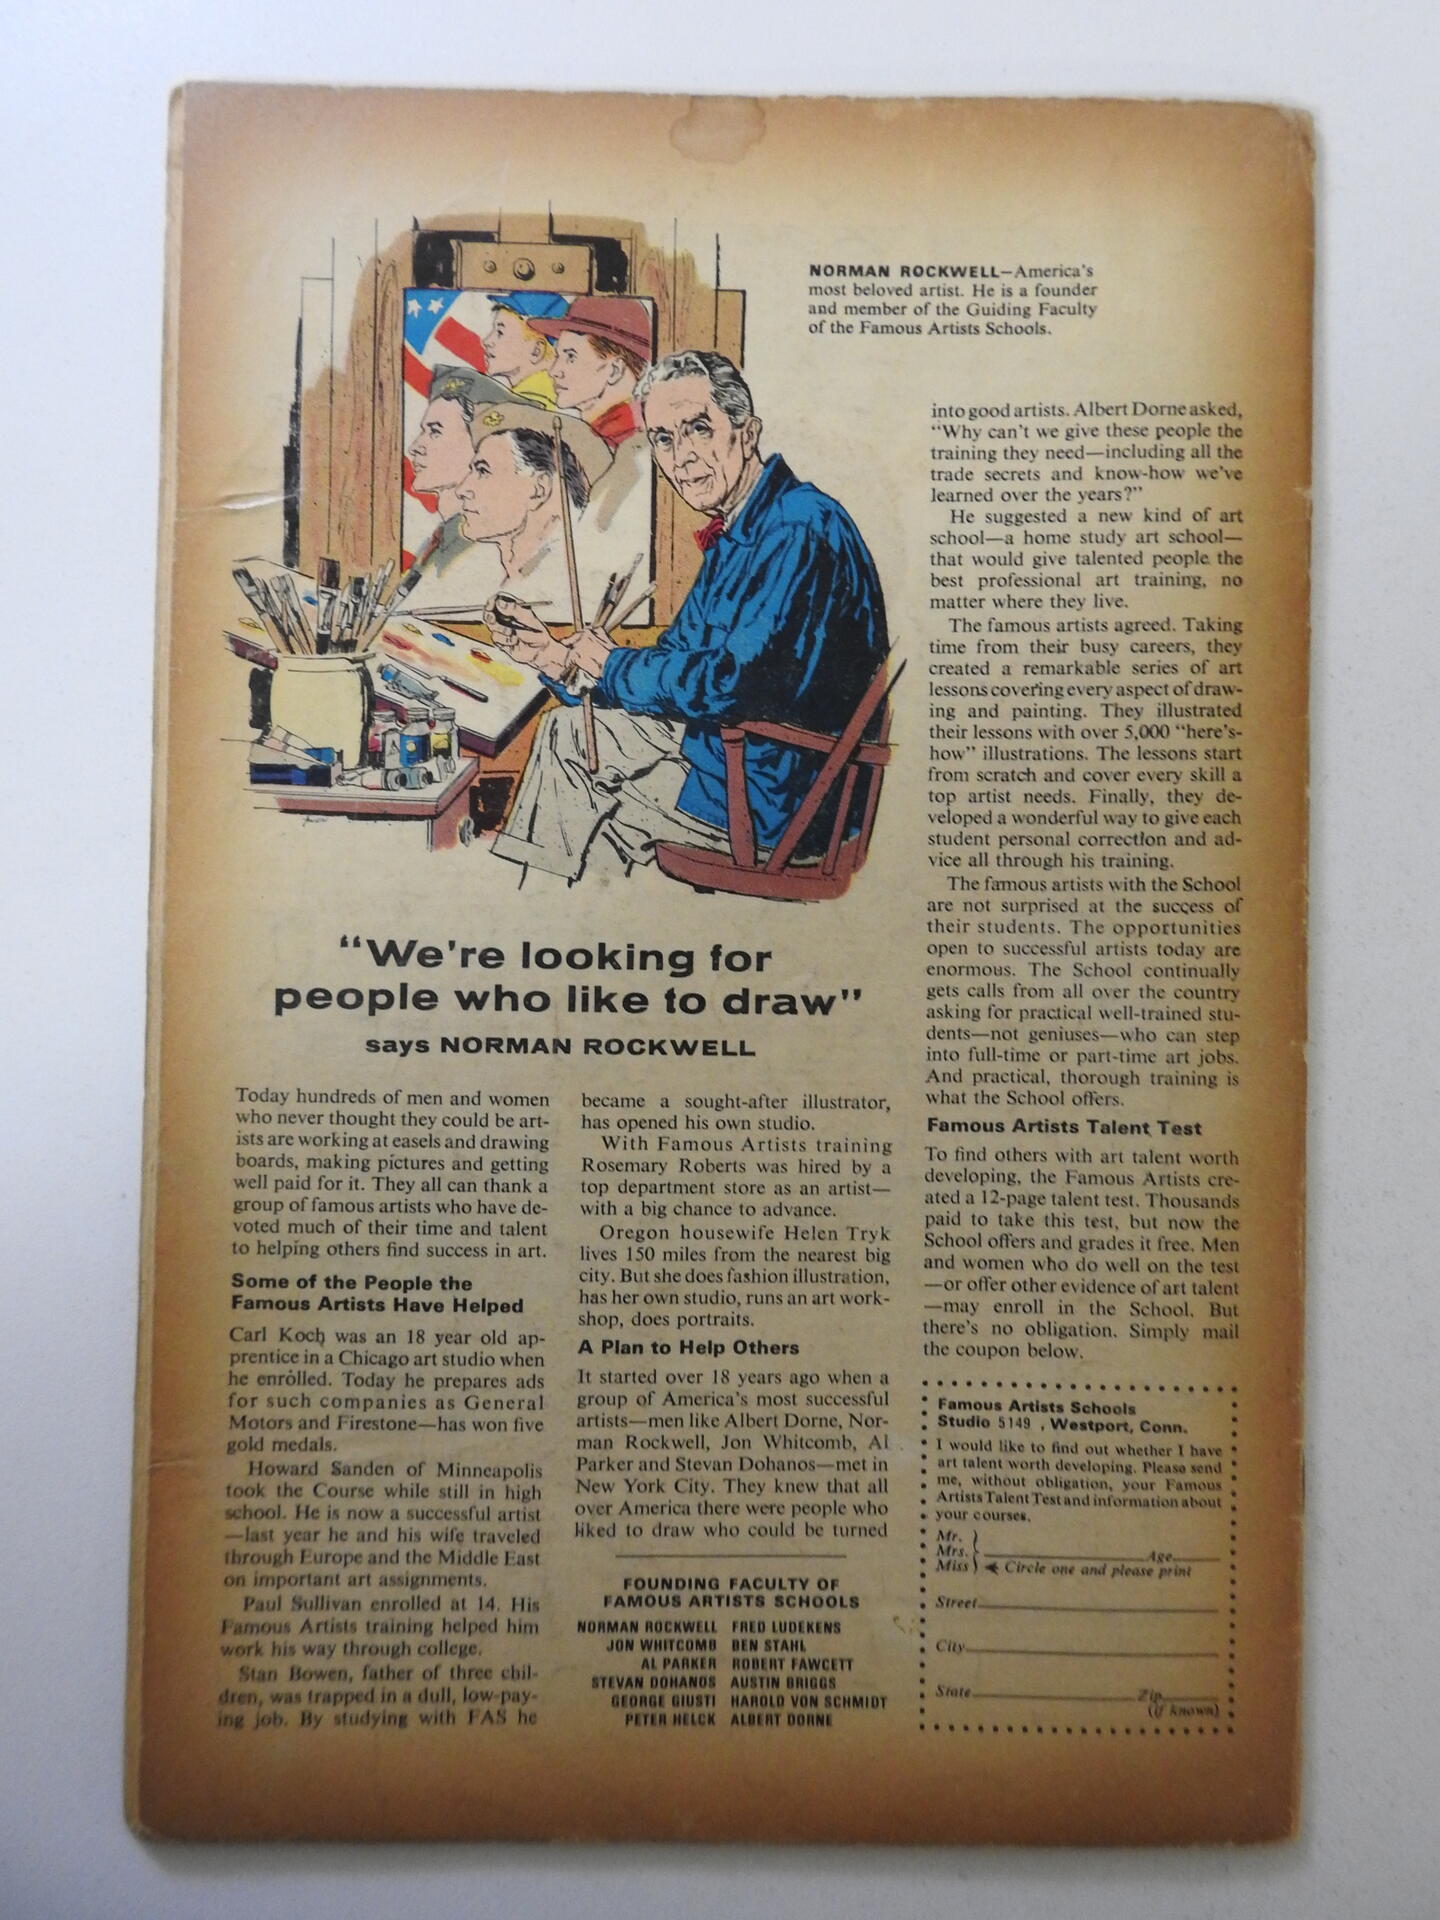 NORMAN ROCKWELL—America's
most beloved artist. He is a founder
and member of the Guiding Faculty
of the Famous Artists Schools.
"We're looking for
people who like to draw"
says NORMAN ROCKWELL
Today hundreds of men and women
who never thought they could be art-
ists are working at easels and drawing
boards, making pictures and getting
well paid for it. They all can thank a
group of famous artists who have de-
voted much of their time and talent
to helping others find success in art.
Some of the People the
Famous Artists Have Helped
Carl Koch was an 18 year old ap-
prentice in a Chicago art studio when
he enrolled. Today he prepares ads
for such companies as General
Motors and Firestone—has won five
gold medals.
Howard Sanden of Minneapolis
took the Course while still in high
school. He is now a successful artist
—last year he and his wife traveled
through Europe and the Middle East
on important art assignments.
Paul Sullivan enrolled at 14. His
Famous Artists training helped him
work his way through college.
Stan Bowen, father of three chil-
dren, was trapped in a dull, low-pay-
ing job. By studying with FAS he
became a sought-after illustrator,
has opened his own studio.
With Famous Artists training
Rosemary Roberts was hired by a
top department store as an artist—
with a big chance to advance.
Oregon housewife Helen Tryk
lives 150 miles from the nearest big
city. But she does fashion illustration,
has her own studio, runs an art work-
shop, does portraits.
A Plan to Help Others
It started over 18 years ago when a
group of America's most successful
artists—men like Albert Dorne, Nor-
man Rockwell, Jon Whitcomb, Al
Parker and Stevan Dohanos—met in
New York City. They knew that all
over America there were people who
liked to draw who could be turned
into good artists. Albert Dorne asked,
"Why can't we give these people the
training they need—including all the
trade secrets and know-how we've
learned over the years?"
He suggested a new kind of art
school—a home study art school—
that would give talented people the
best professional art training, no
matter where they live.
The famous artists agreed. Taking
time from their busy careers, they
created a remarkable series of art
lessons covering every aspect of draw-
ing and painting. They illustrated
their lessons with over 5,000 "here's-
how" illustrations. The lessons start
from scratch and cover every skill a
top artist needs. Finally, they de-
veloped a wonderful way to give each
student personal correction and ad-
vice all through his training.
The famous artists with the School
are not surprised at the success of
their students. The opportunities
open to successful artists today are
enormous. The School continually
gets calls from all over the country
asking for practical well-trained stu-
dents—not geniuses—who can step
into full-time or part-time art jobs.
And practical, thorough training is
what the School offers.
Famous Artists Talent Test
To find others with art talent worth
developing, the Famous Artists cre-
ated a 12-page talent test. Thousands
paid to take this test, but now the
School offers and grades it free. Men
and women who do well on the test
—or offer other evidence of art talent
—may enroll in the School. But
there's no obligation. Simply mail
the coupon below.
FOUNDING FACULTY OF
FAMOUS ARTISTS SCHOOLS
NORMAN ROCKWELL FRED LUDEKENS
JON WHITCOMB BEN STAHL
AL PARKER ROBERT FAWCETT
STEVAN DOHANOS AUSTIN BRIGGS
GEORGE GIUSTI HAROLD VON SCHMIDT
PETER HELCK ALBERT DORNE
Famous Artists Schools
Studio 5149 , Westport, Conn.
I would like to find out whether I have
art talent worth developing. Please send
me, without obligation, your Famous
Artists Talent Test and information about
your courses.
Mr.
Mrs. Age
Miss Circle one and please print
Street
City
State Zip
(if known)